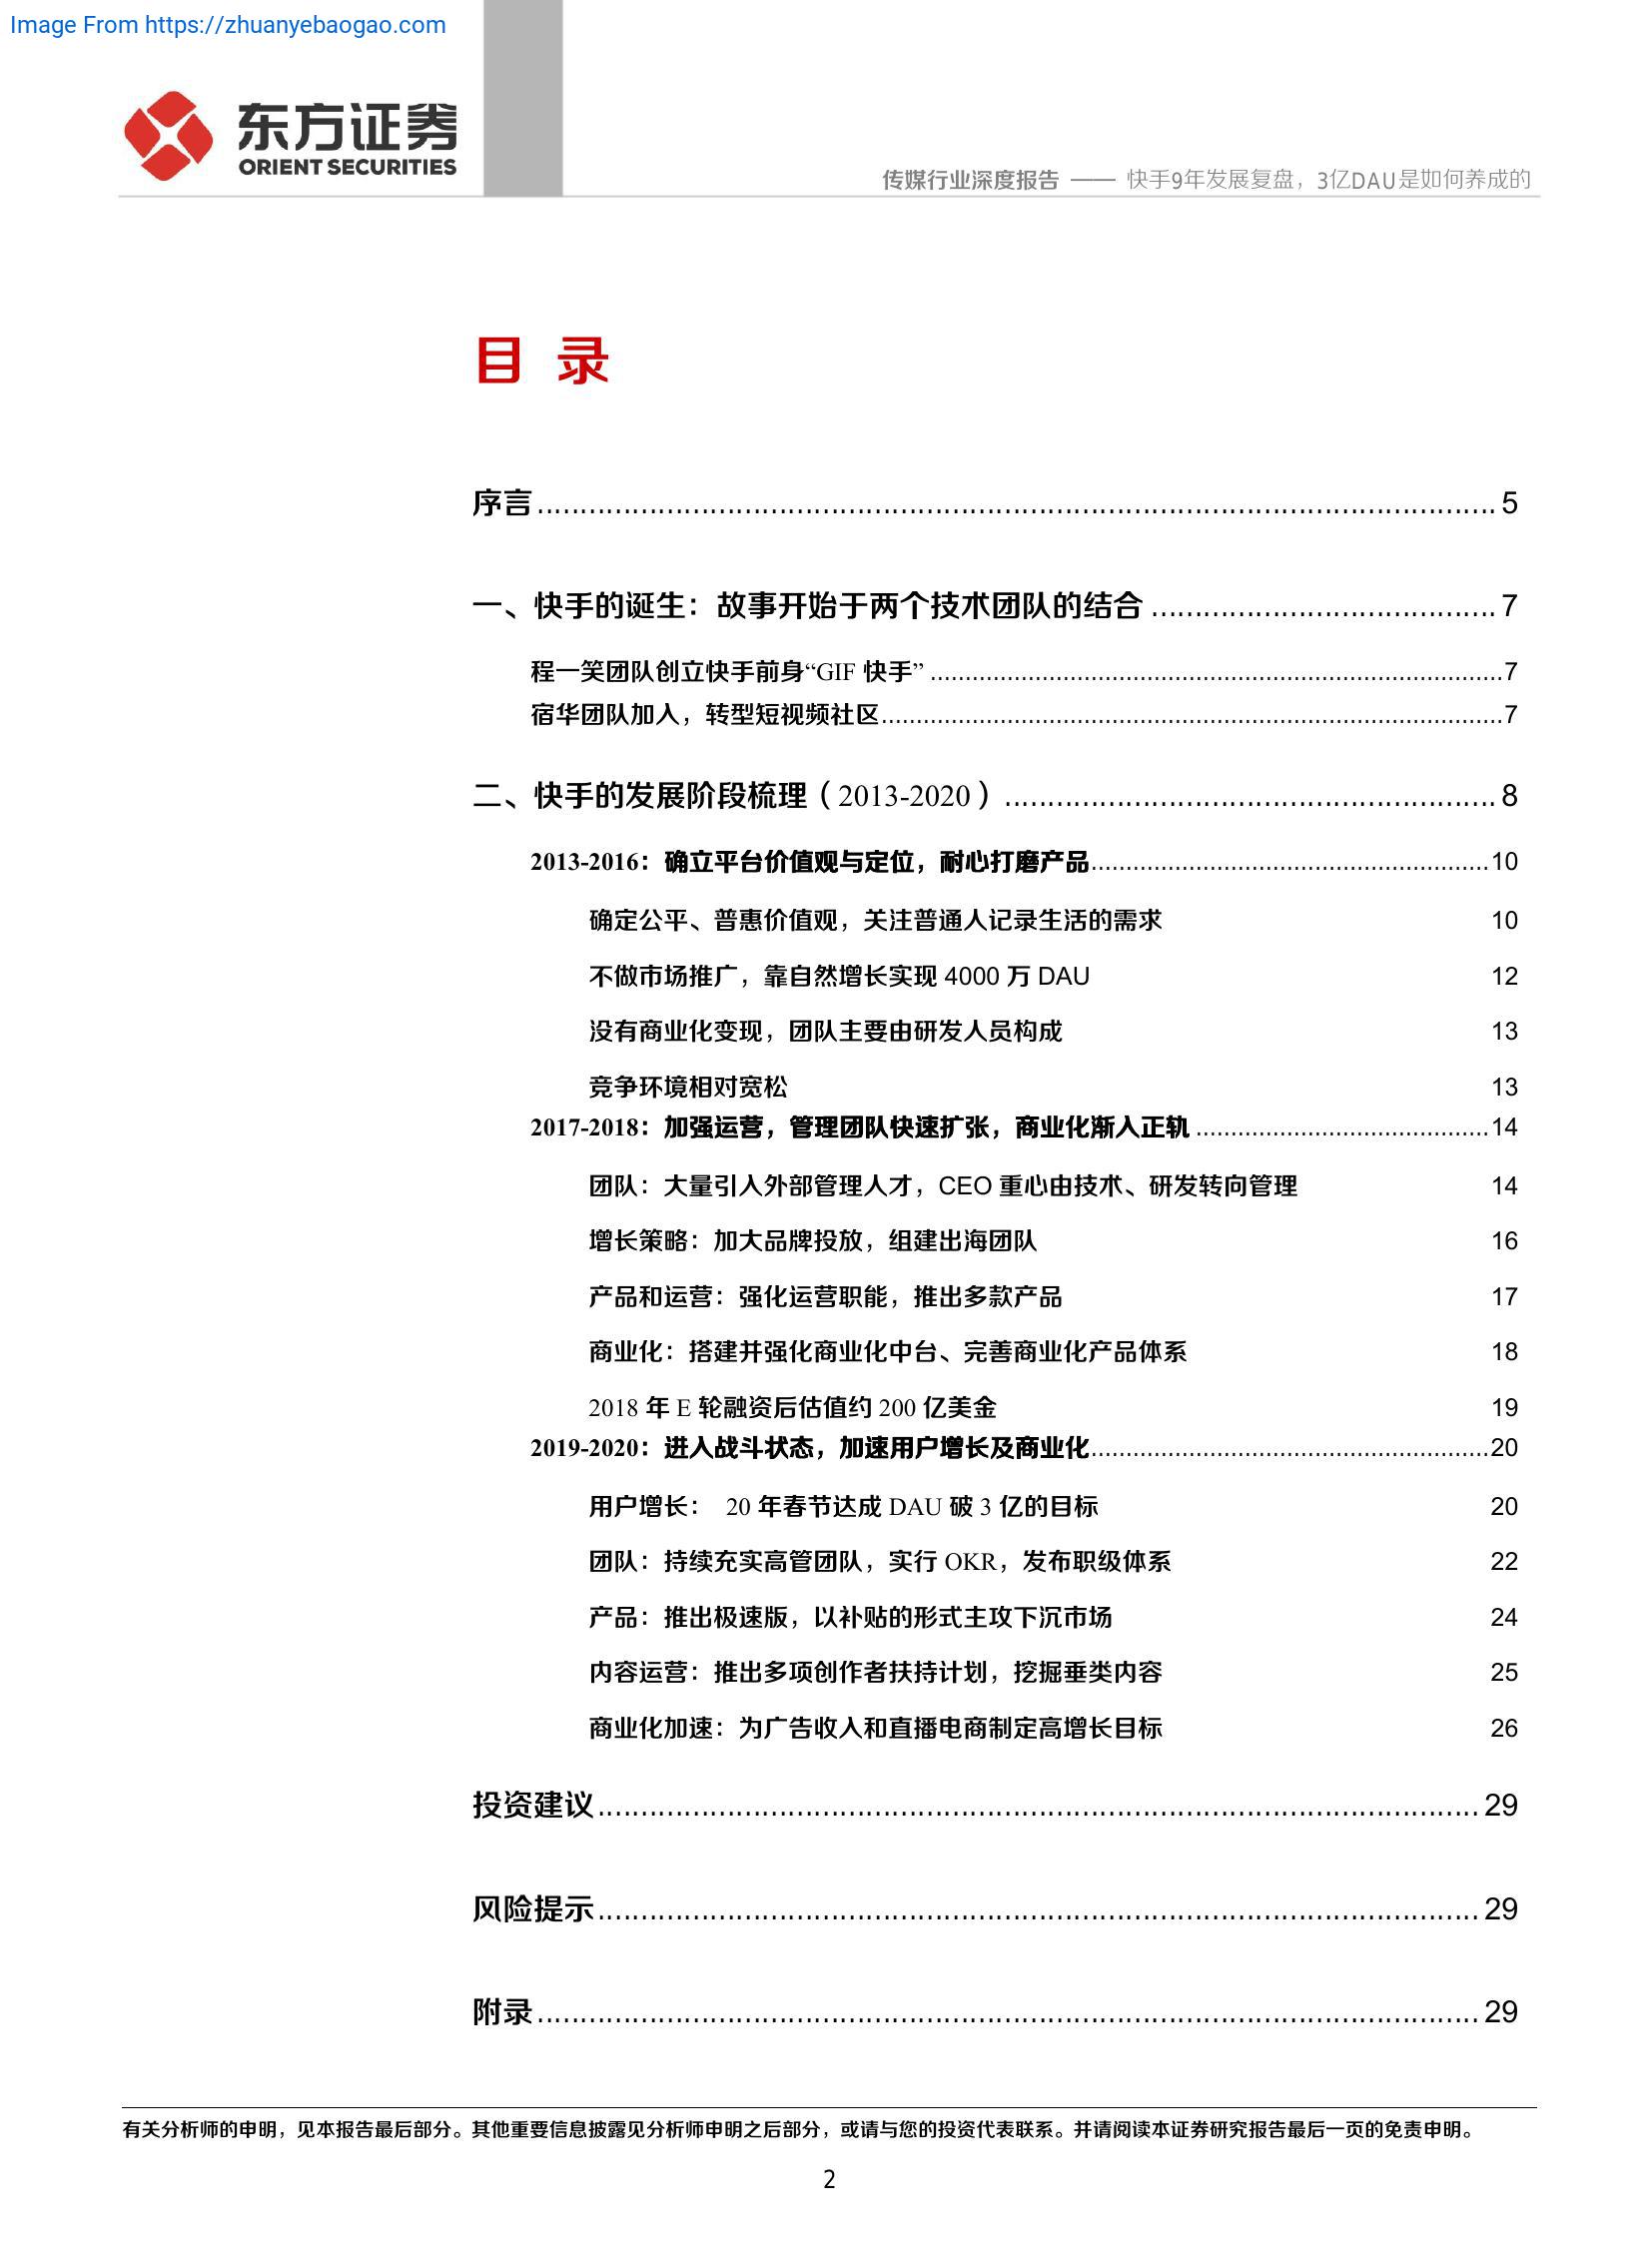 Image From https://zhuanyebaogao.com
东方证券
ORIENT SECURITIES
传媒行业深度报告 —— 快手9年发展复盘，3亿DAU是如何养成的
目 录
序言........................................................................ 5
一、快手的诞生：故事开始于两个技术团队的结合 ........................................ 7
程一笑团队创立快手前身“GIF 快手” ........................................7
宿华团队加入，转型短视频社区........................................7
二、快手的发展阶段梳理（2013-2020）........................................ 8
2013-2016：确立平台价值观与定位，耐心打磨产品........................................10
确定公平、普惠价值观，关注普通人记录生活的需求 10
不做市场推广，靠自然增长实现 4000 万 DAU 12
没有商业化变现，团队主要由研发人员构成 13
竞争环境相对宽松 13
2017-2018：加强运营，管理团队快速扩张，商业化渐入正轨 ........................................14
团队：大量引入外部管理人才，CEO 重心由技术、研发转向管理 14
增长策略：加大品牌投放，组建出海团队 16
产品和运营：强化运营职能，推出多款产品 17
商业化：搭建并强化商业化中台、完善商业化产品体系 18
2018 年 E 轮融资后估值约 200 亿美金 19
2019-2020：进入战斗状态，加速用户增长及商业化........................................20
用户增长： 20 年春节达成 DAU 破 3 亿的目标 20
团队：持续充实高管团队，实行 OKR，发布职级体系 22
产品：推出极速版，以补贴的形式主攻下沉市场 24
内容运营：推出多项创作者扶持计划，挖掘垂类内容 25
商业化加速：为广告收入和直播电商制定高增长目标 26
投资建议........................................................................ 29
风险提示........................................................................ 29
附录........................................................................ 29
有关分析师的申明，见本报告最后部分。其他重要信息披露见分析师申明之后部分，或请与您的投资代表联系。并请阅读本证券研究报告最后一页的免责申明。
2